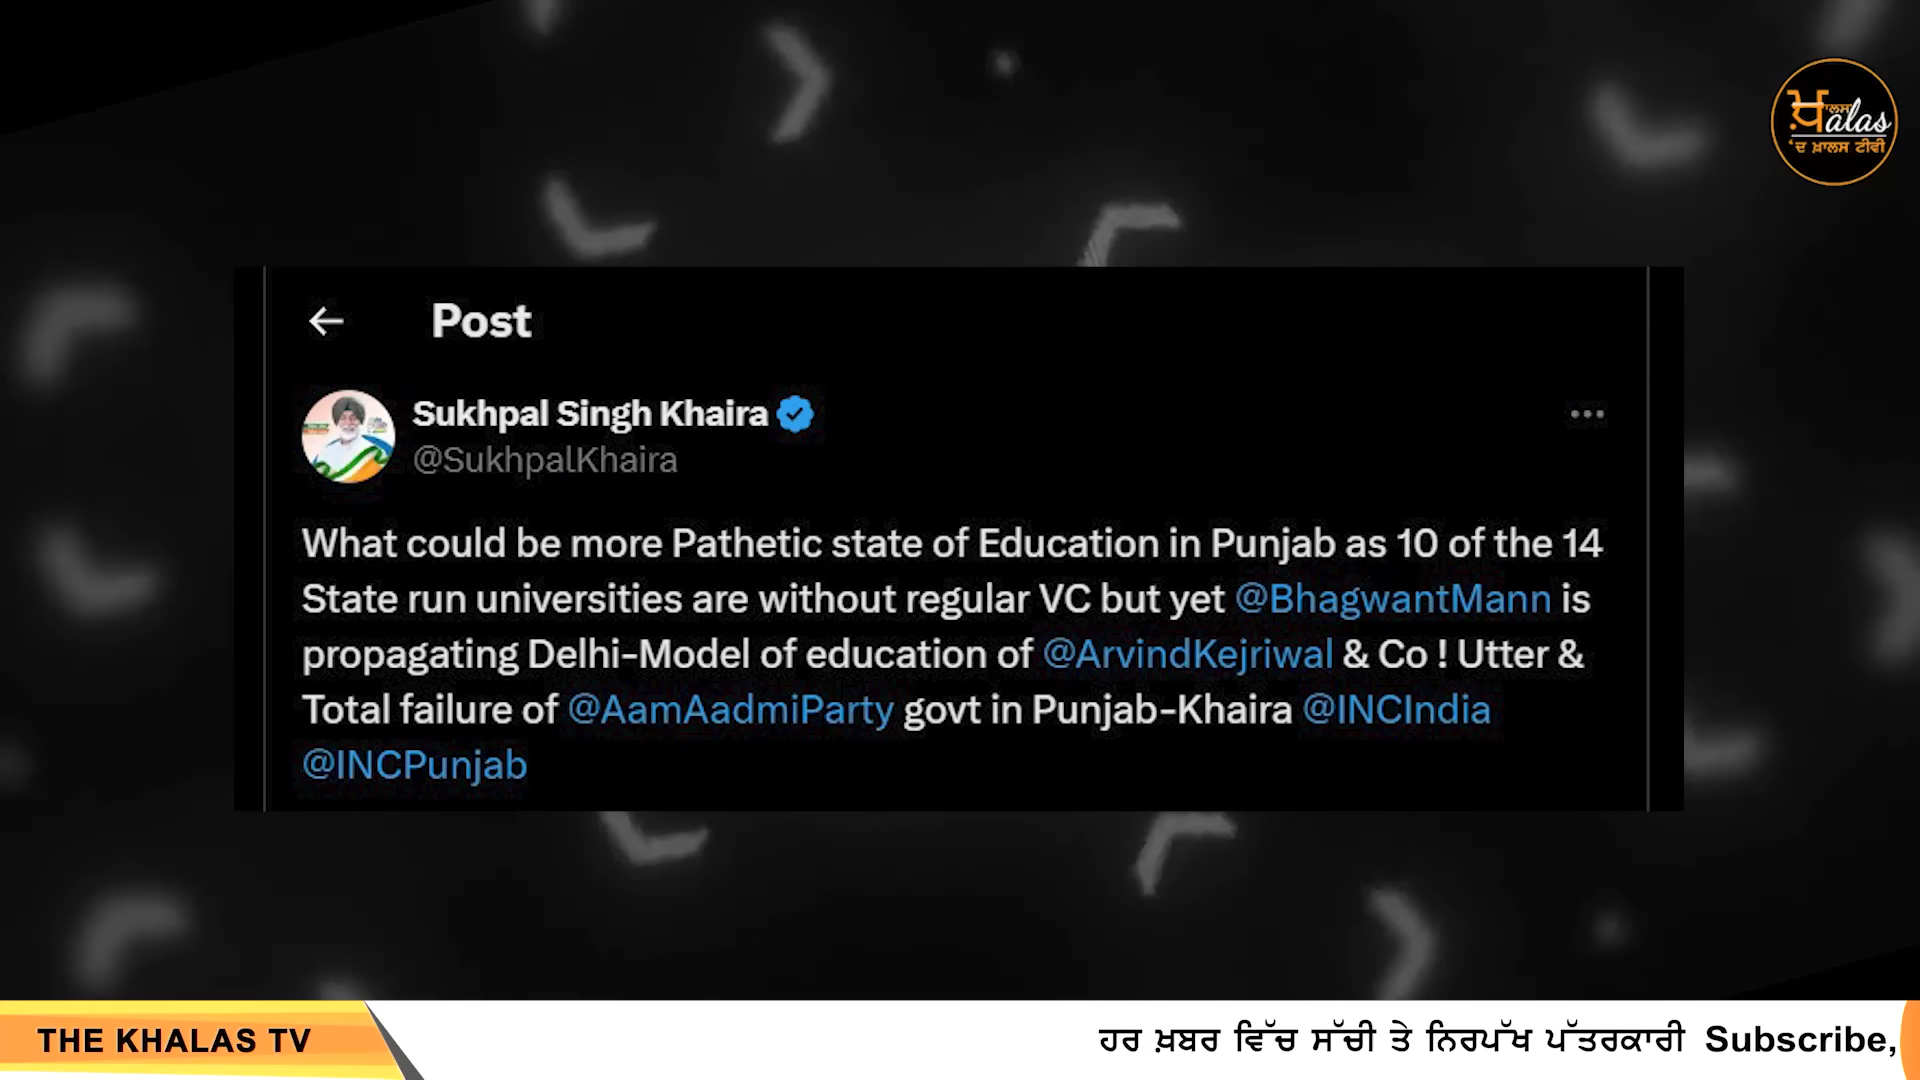 ਖ਼ਾਲਸ
alas
'ਦ ਖ਼ਾਲਸ ਟੀਵੀ
Post
Sukhpal Singh Khaira
@SukhpalKhaira
What could be more Pathetic state of Education in Punjab as 10 of the 14
State run universities are without regular VC but yet @BhagwantMann is
propagating Delhi-Model of education of @ArvindKejriwal & Co ! Utter &
Total failure of @AamAadmiParty govt in Punjab-Khaira @INCIndia
@INCPunjab
THE KHALAS TV
ਹਰ ਖ਼ਬਰ ਵਿੱਚ ਸੱਚੀ ਤੇ ਨਿਰਪੱਖ ਪੱਤਰਕਾਰੀ Subscribe,